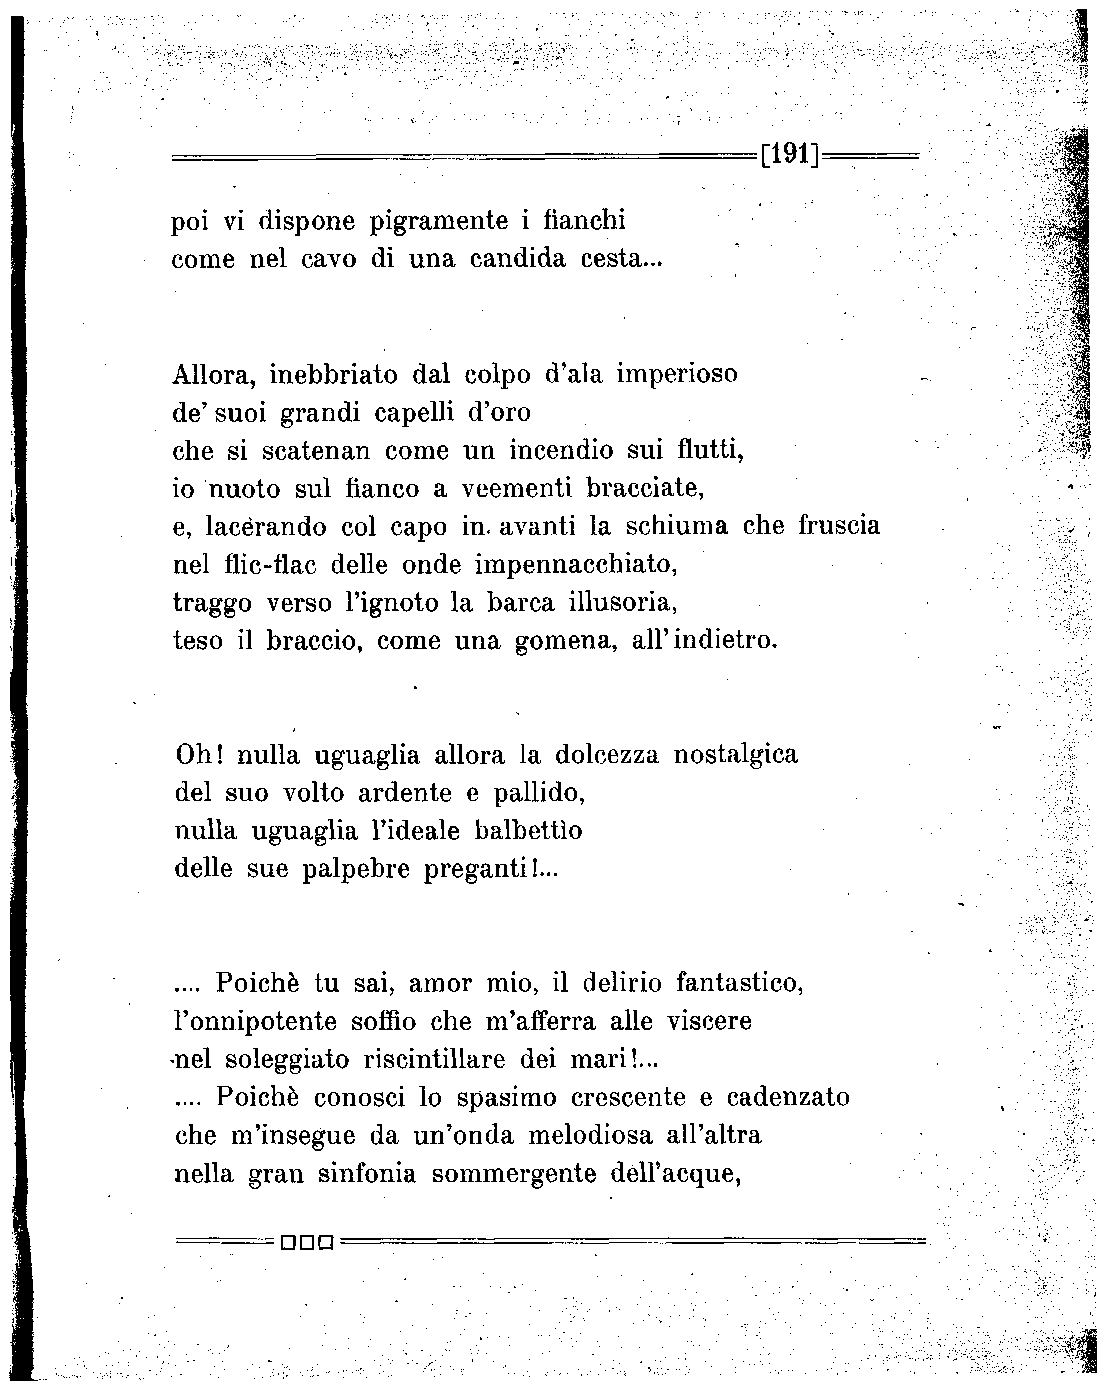 [191]
poi vi dispone pigramente i fianchi
come nel cavo di una candida cesta...
Allora, inebbriato dal colpo d'ala imperioso
de' suoi grandi capelli d'oro
che si scatenan come un incendio sui flutti,
io nuoto sul fianco a veementi bracciate,
e, lacerando col capo in avanti la schiuma che fruscia
nel flic-flac delle onde impennacchiato,
traggo verso l'ignoto la barca illusoria,
teso il braccio, come una gomena, all'indietro.
Oh! nulla uguaglia allora la dolcezza nostalgica
del suo volto ardente e pallido,
nulla uguaglia l'ideale balbettìo
delle sue palpebre preganti!...
.... Poichè tu sai, amor mio, il delirio fantastico,
l'onnipotente soffio che m'afferra alle viscere
nel soleggiato riscintillare dei mari!...
.... Poichè conosci lo spasimo crescente e cadenzato
che m'insegue da un'onda melodiosa all'altra
nella gran sinfonia sommergente dell'acque,